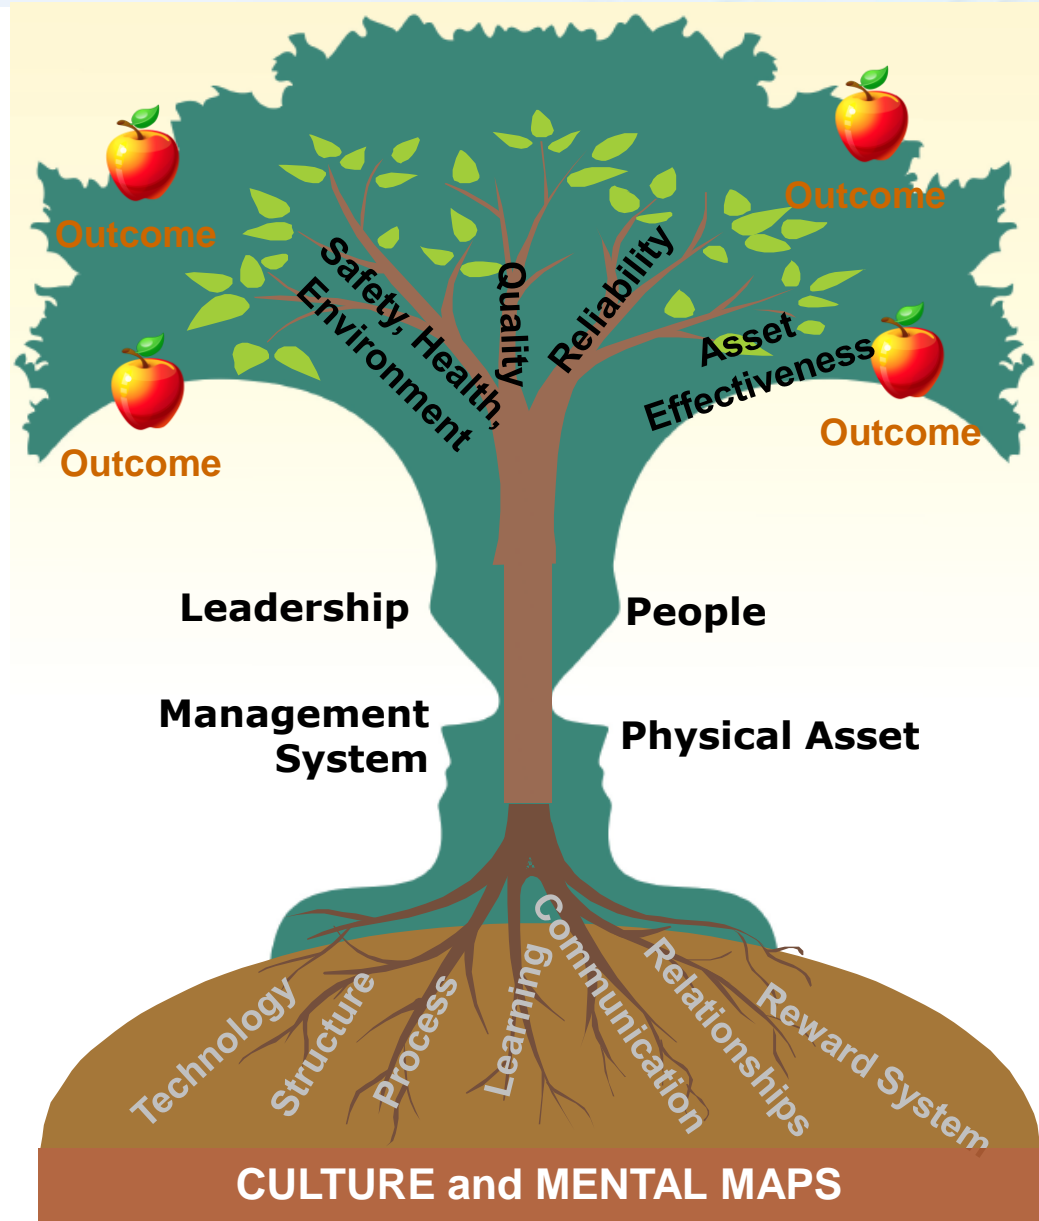 Outcome
Outcome
Outcome
Outcome
Safety, Health,
Environment
Quality
Reliability
Asset
Effectiveness
Leadership
People
Management
System
Physical Asset
Technology
Structure
Process
Learning
Communication
Relationships
Reward System
CULTURE and MENTAL MAPS